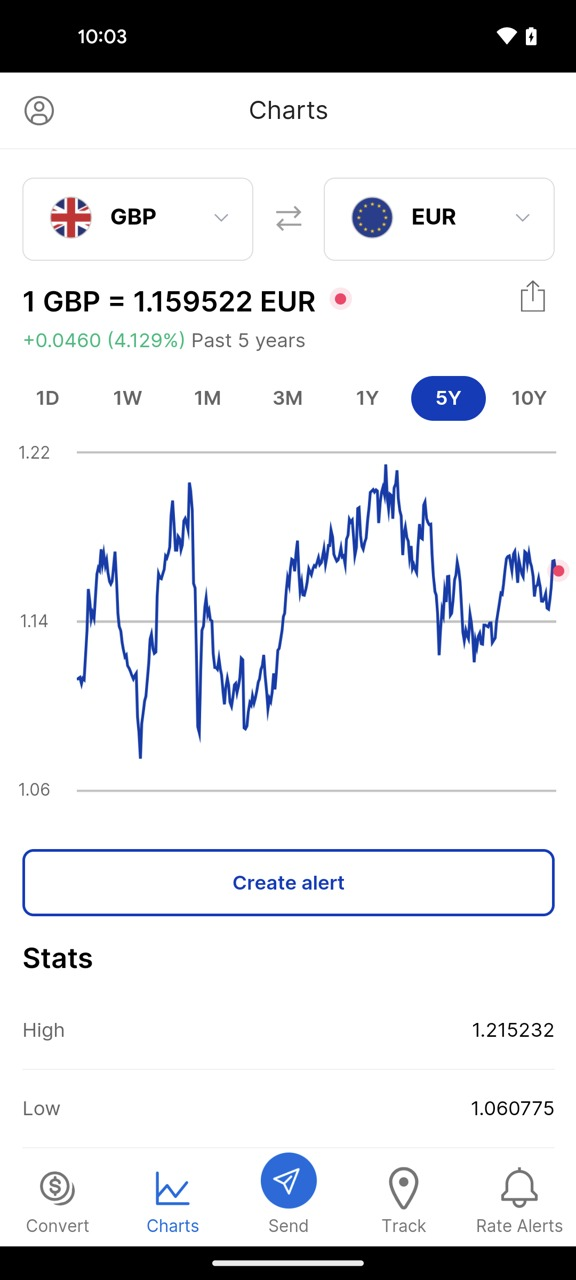 10:03
Charts
GBP
EUR
1 GBP = 1.159522 EUR
+0.0460 (4.129%) Past 5 years
1D 1W 1M 3M 1Y 5Y 10Y
1.22
1.14
1.06
Create alert
Stats
High 1.215232
Low 1.060775
Convert Charts Send Track Rate Alerts